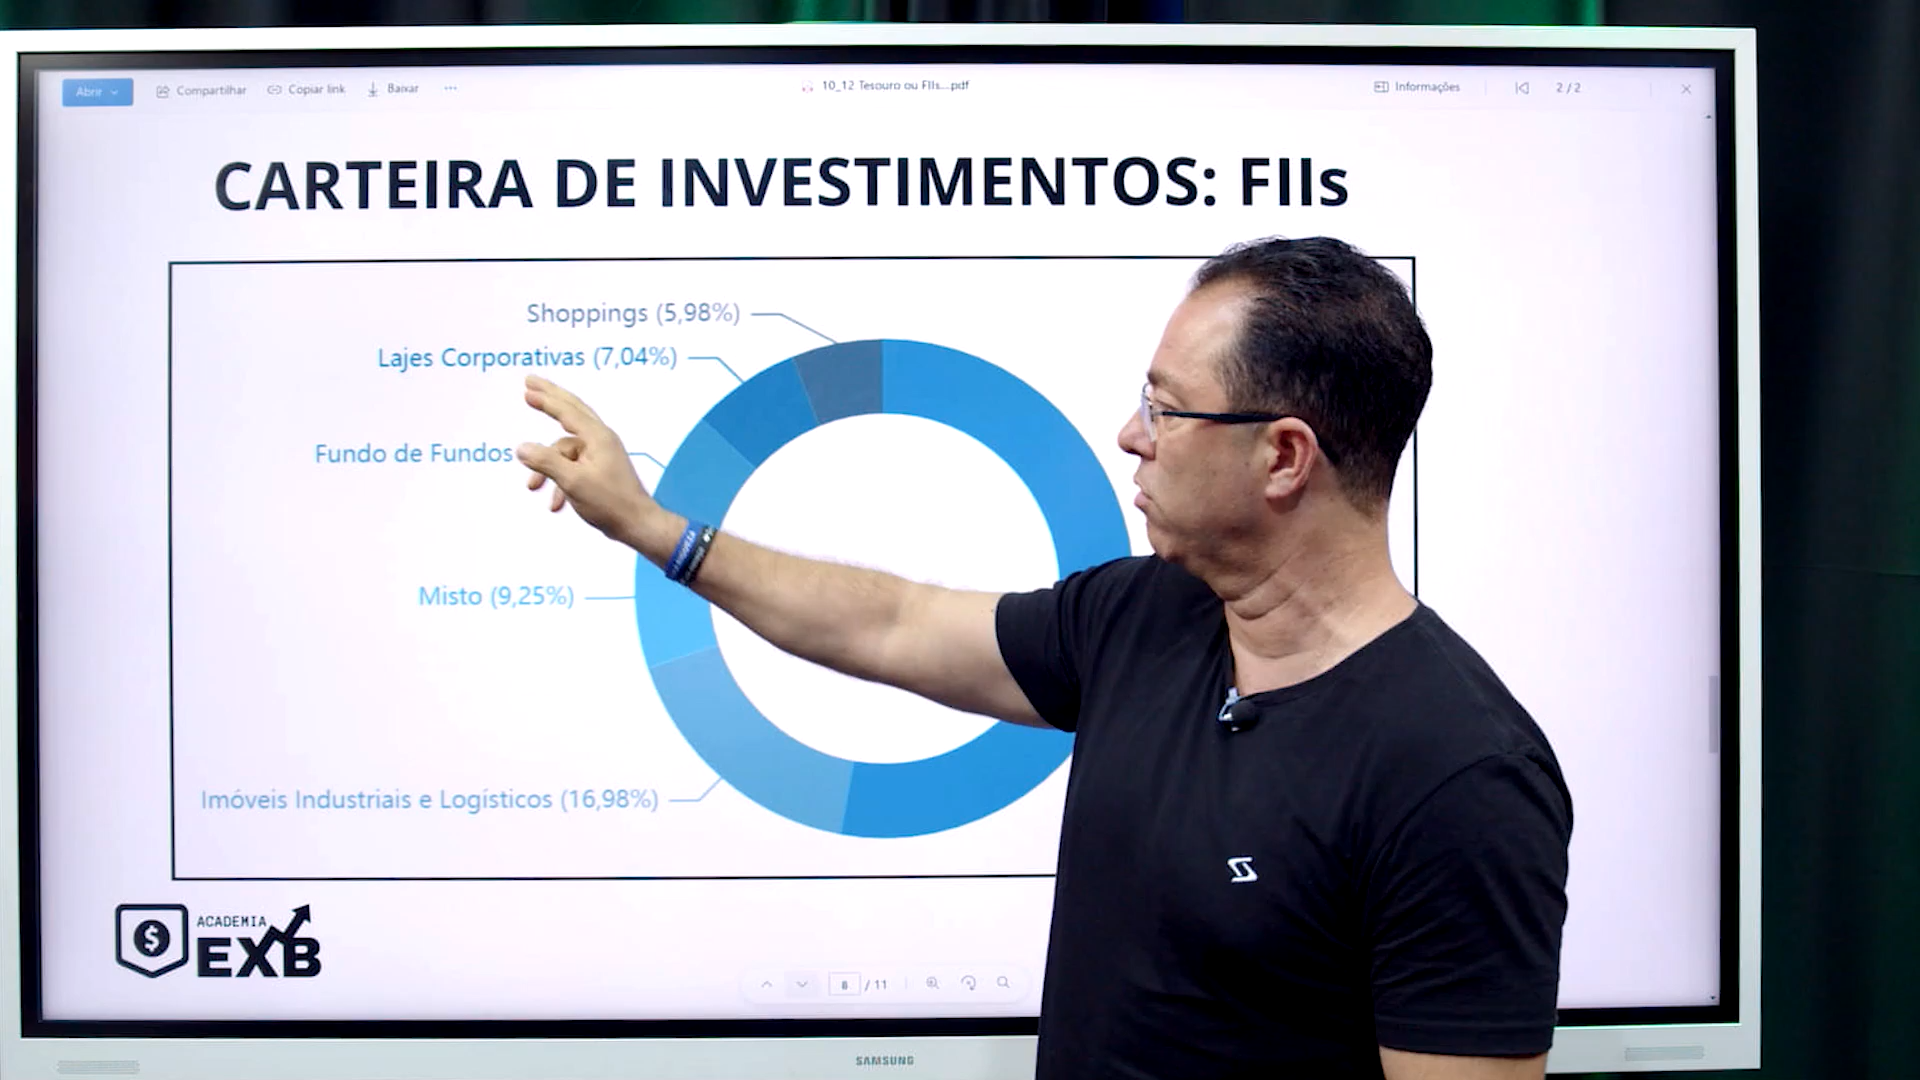 Abrir
Compartilhar
Copiar link
Baixar
10_12 Tesouro ou FIIs...pdf
Informações
2 / 2
CARTEIRA DE INVESTIMENTOS: FIIs
Shoppings (5,98%)
Lajes Corporativas (7,04%)
Fundo de Fundos
Misto (9,25%)
Imóveis Industriais e Logísticos (16,98%)
ACADEMIA
EXB
8 / 11
SAMSUNG